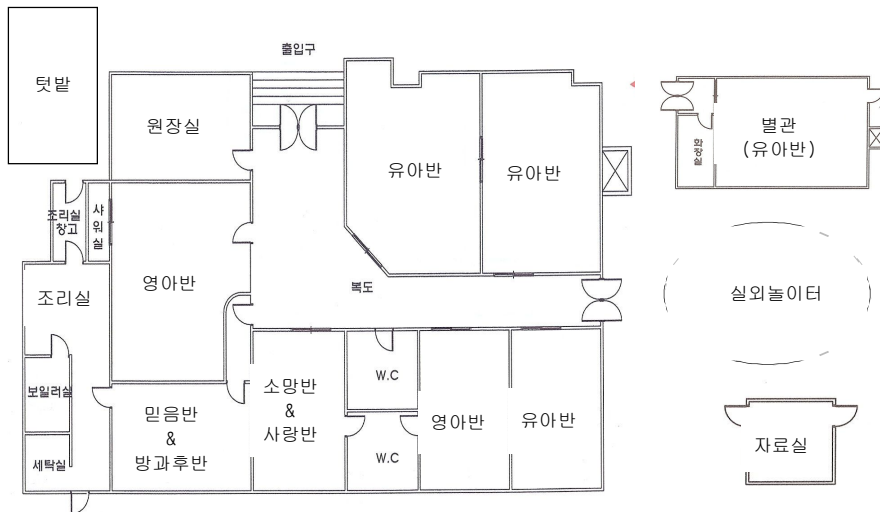 출입구
텃밭
원장실
유아반
유아반
별관
(유아반)
화장실
조리실
창고
샤워실
영아반
조리실
복도
실외놀이터
보일러실
세탁실
믿음반
&
방과후반
소망반
&
사랑반
W.C
W.C
영아반
유아반
자료실